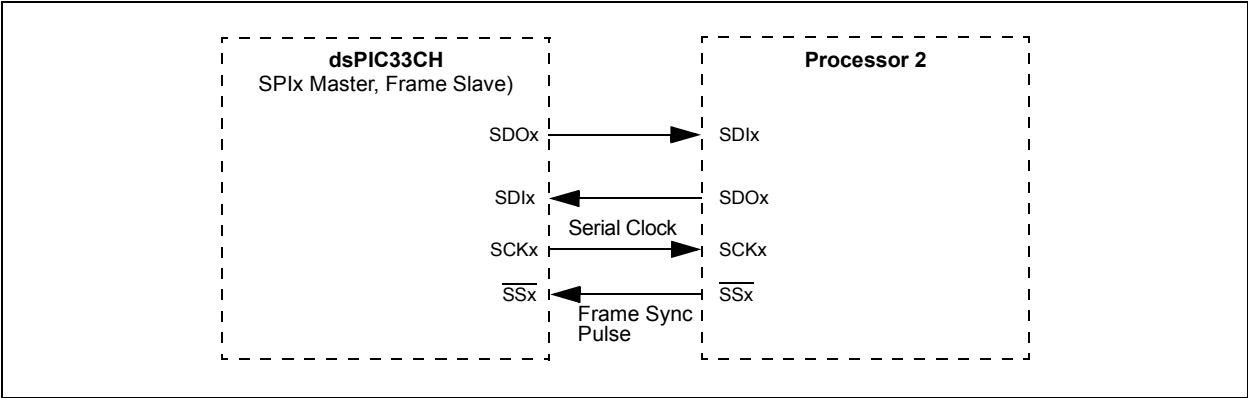 dsPIC33CH
SPIx Master, Frame Slave)
Processor 2
SDOx
SDIx
SDIx
SDOx
Serial Clock
SCKx
SCKx
SSx
SSx
Frame Sync
Pulse